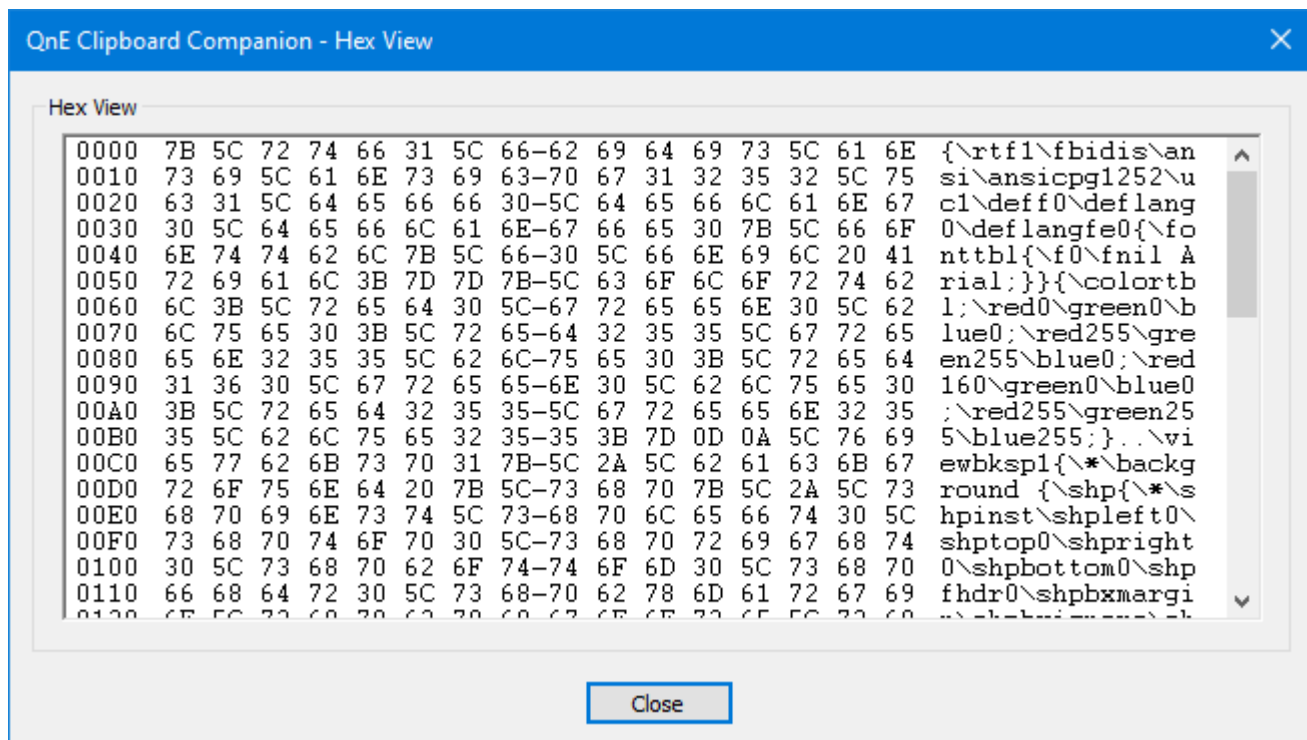 QnE Clipboard Companion - Hex View
Hex View
0000 7B 5C 72 74 66 31 5C 66-62 69 64 69 73 5C 61 6E {\rtf1\fbidis\an
0010 73 69 5C 61 6E 73 69 63-70 67 31 32 35 32 5C 75 si\ansicpg1252\u
0020 63 31 5C 64 65 66 66 30-5C 64 65 66 6C 61 6E 67 c1\deff0\deflang
0030 30 5C 64 65 66 6C 61 6E-67 66 65 30 7B 5C 66 6F 0\deflangfe0{\fo
0040 6E 74 74 62 6C 7B 5C 66-30 5C 66 6E 69 6C 20 41 nttbl{\f0\fnil A
0050 72 69 61 6C 3B 7D 7D 7B-5C 63 6F 6C 6F 72 74 62 rial;}}{\colortb
0060 6C 3B 5C 72 65 64 30 5C-67 72 65 65 6E 30 5C 62 l;\red0\green0\b
0070 6C 75 65 30 3B 5C 72 65-64 32 35 35 5C 67 72 65 lue0;\red255\gre
0080 65 6E 32 35 35 5C 62 6C-75 65 30 3B 5C 72 65 64 en255\blue0;\red
0090 31 36 30 5C 67 72 65 65-6E 30 5C 62 6C 75 65 30 160\green0\blue0
00A0 3B 5C 72 65 64 32 35 35-5C 67 72 65 65 6E 32 35 ;\red255\green25
00B0 35 5C 62 6C 75 65 32 35-35 3B 7D 0D 0A 5C 76 69 5\blue255;}..\vi
00C0 65 77 62 6B 73 70 31 7B-5C 2A 5C 62 61 63 6B 67 ewbksp1{\*\backg
00D0 72 6F 75 6E 64 20 7B 5C-73 68 70 7B 5C 2A 5C 73 round {\shp{\*\s
00E0 68 70 69 6E 73 74 5C 73-68 70 6C 65 66 74 30 5C hpinst\shpleft0\
00F0 73 68 70 74 6F 70 30 5C-73 68 70 72 69 67 68 74 shptop0\shpright
0100 30 5C 73 68 70 62 6F 74-74 6F 6D 30 5C 73 68 70 0\shpbottom0\shp
0110 66 68 64 72 30 5C 73 68-70 62 78 6D 61 72 67 69 fhdr0\shpbxmargi
Close